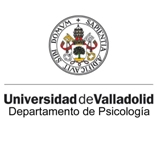 Universidad de Valladolid
Departamento de Psicología